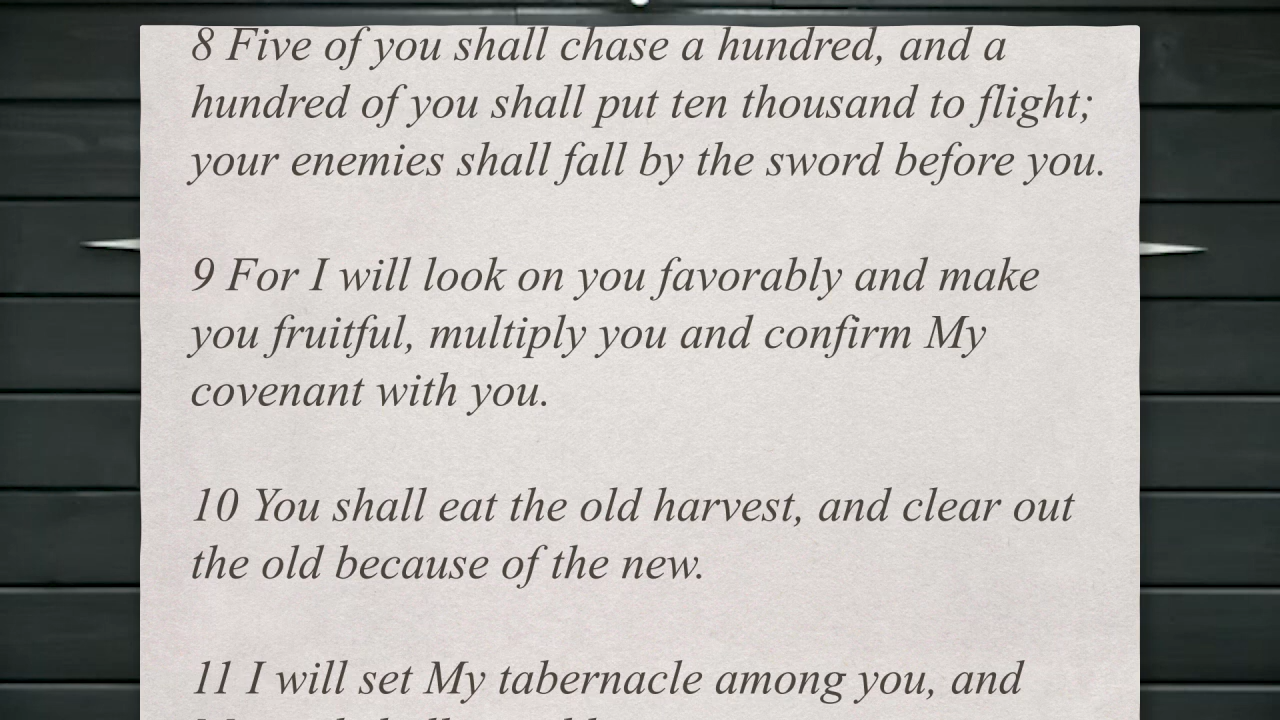 8 Five of you shall chase a hundred, and a
hundred of you shall put ten thousand to flight;
your enemies shall fall by the sword before you.
9 For I will look on you favorably and make
you fruitful, multiply you and confirm My
covenant with you.
10 You shall eat the old harvest, and clear out
the old because of the new.
11 I will set My tabernacle among you, and